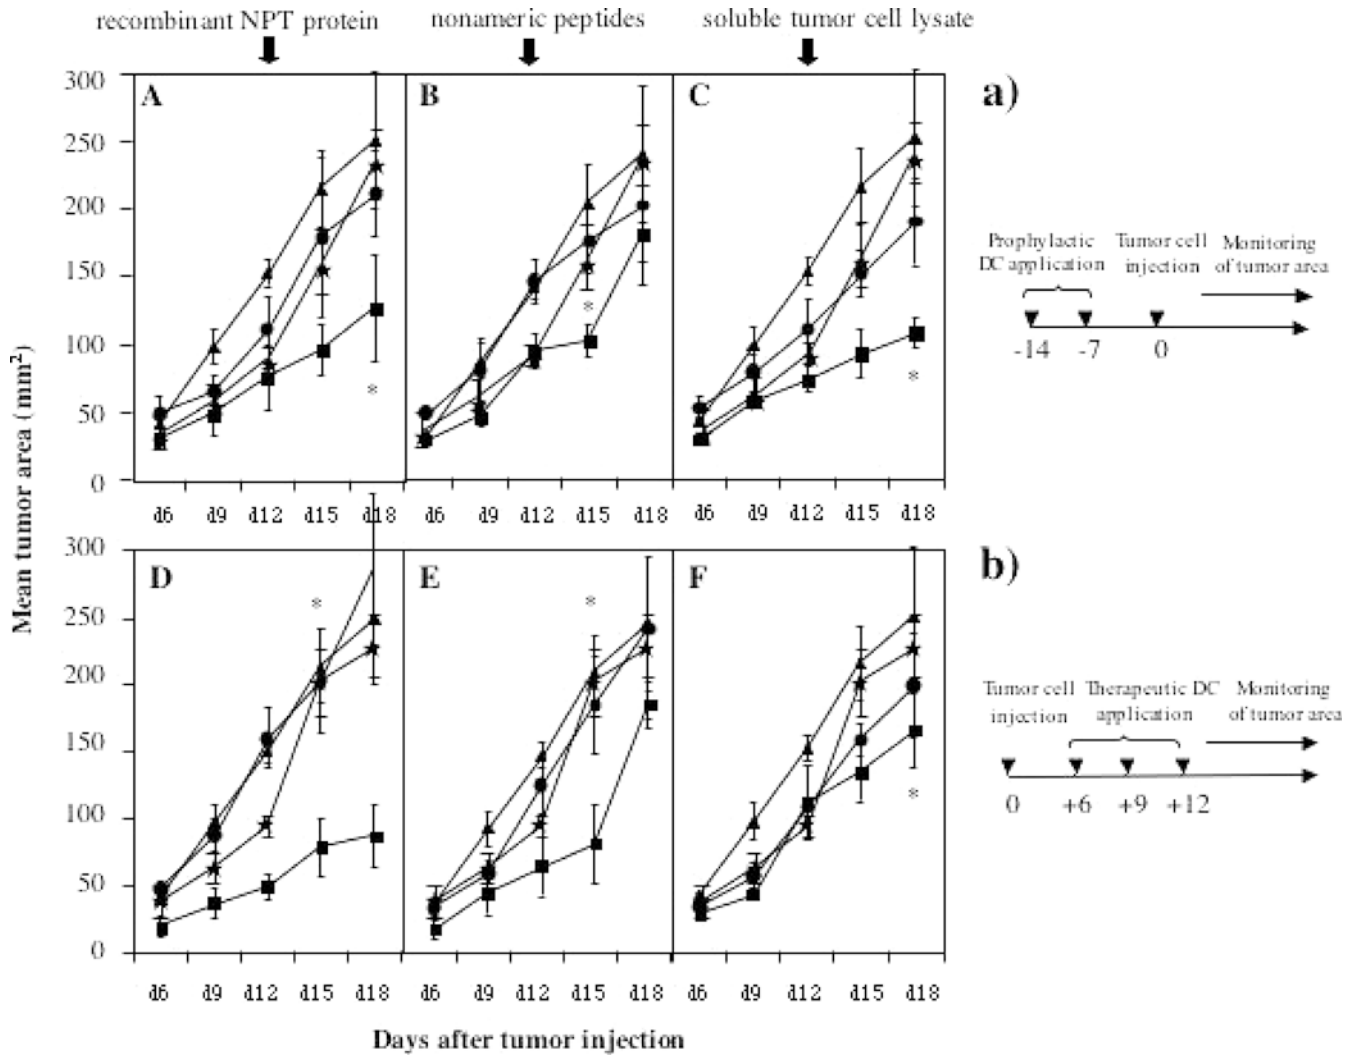 recombinant NPT protein nonameric peptides soluble tumor cell lysate
A B C a)
300
250
200
150
100
50
0
*
*
*
d6 d9 d12 d15 d18 d6 d9 d12 d15 d18 d6 d9 d12 d15 d18
Prophylactic Tumor cell Monitoring
DC application injection of tumor area
-14 -7 0
Mean tumor area (mm²)
D E F b)
300
250
200
150
100
50
0
* *
*
d6 d9 d12 d15 d18 d6 d9 d12 d15 d18 d6 d9 d12 d15 d18
Tumor cell Therapeutic DC Monitoring
injection application of tumor area
0 +6 +9 +12
Days after tumor injection